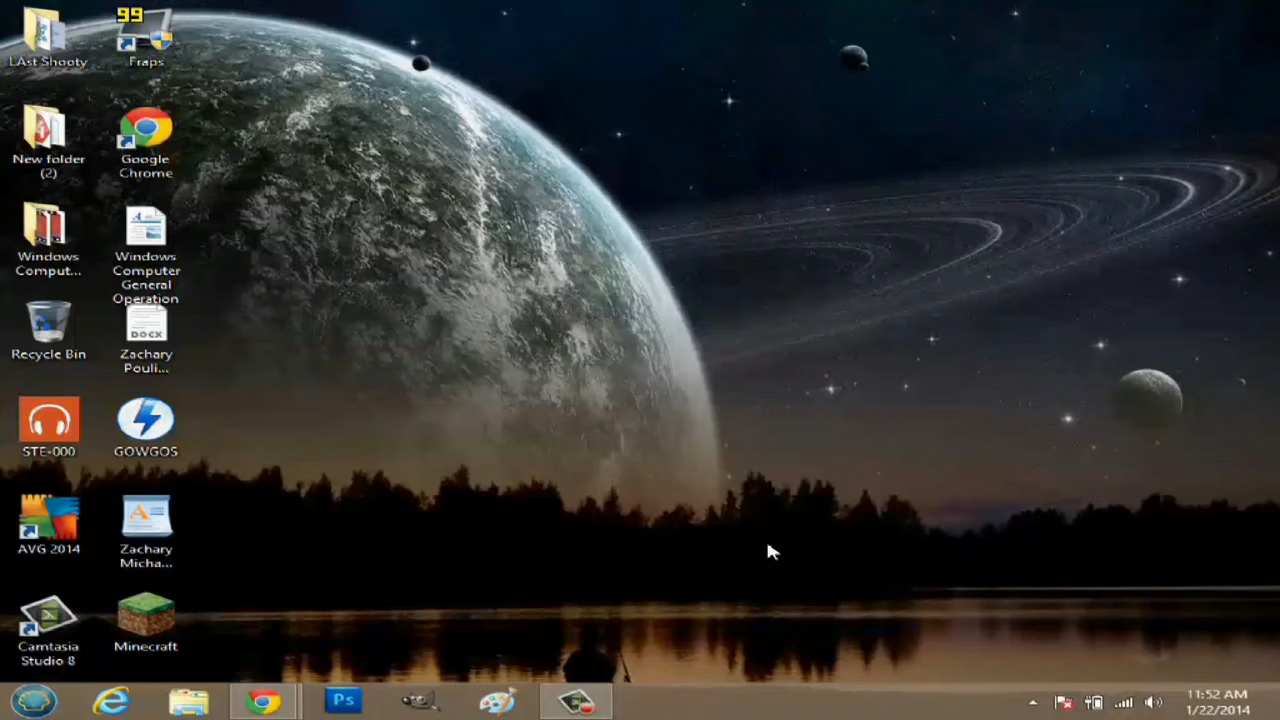 LAst Shooty
99
Fraps
New folder
(2)
Google
Chrome
Windows
Comput...
Windows
Computer
General
Operation
Recycle Bin
DOCX
Zachary
Pouli...
STE-000
GOWGOS
AVG 2014
A
Zachary
Micha...
Camtasia
Studio 8
Minecraft
Ps
11:52 AM
1/22/2014